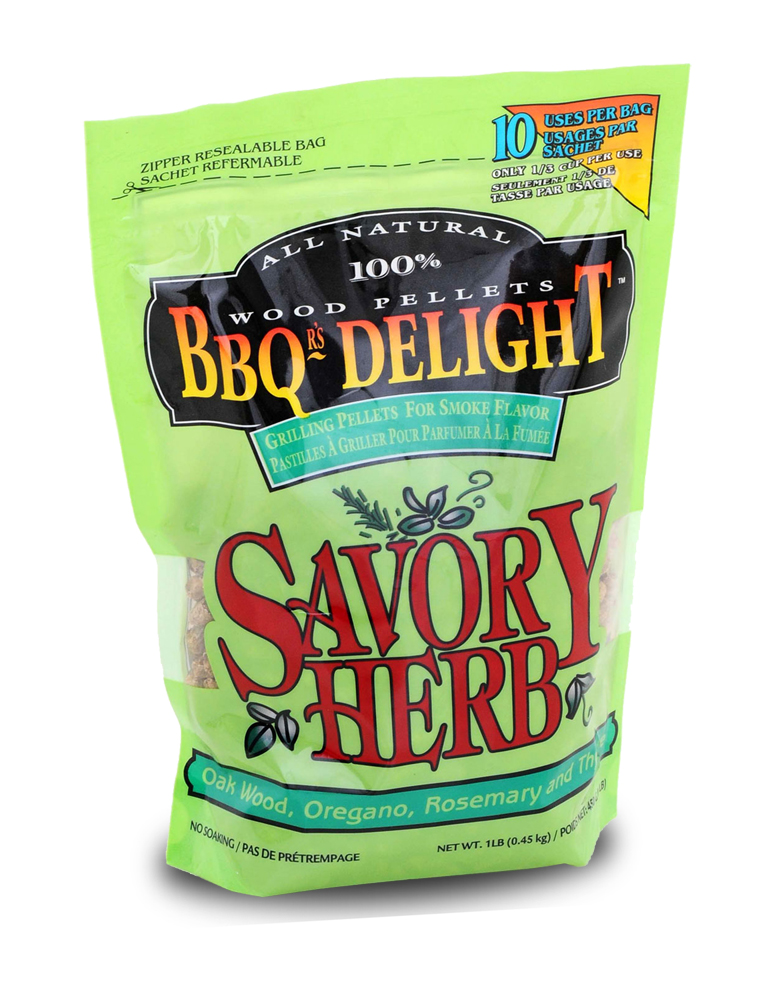 ZIPPER RESEALABLE BAG
SACHET REFERMABLE
10 USES PER BAG
USAGES PAR
SACHET
ONLY 1/3 CUP PER USE
SEULEMENT 1/3 DE
TASSE PAR USAGE
ALL NATURAL
100%
WOOD PELLETS
BBQR'S DELIGHT™
GRILLING PELLETS FOR SMOKE FLAVOR
PASTILLES À GRILLER POUR PARFUMER À LA FUMÉE
SAVORY
HERB
Oak Wood, Oregano, Rosemary and
NO SOAKING / PAS DE PRÉTREMPAGE
NET WT. 1LB (0.45 kg) /